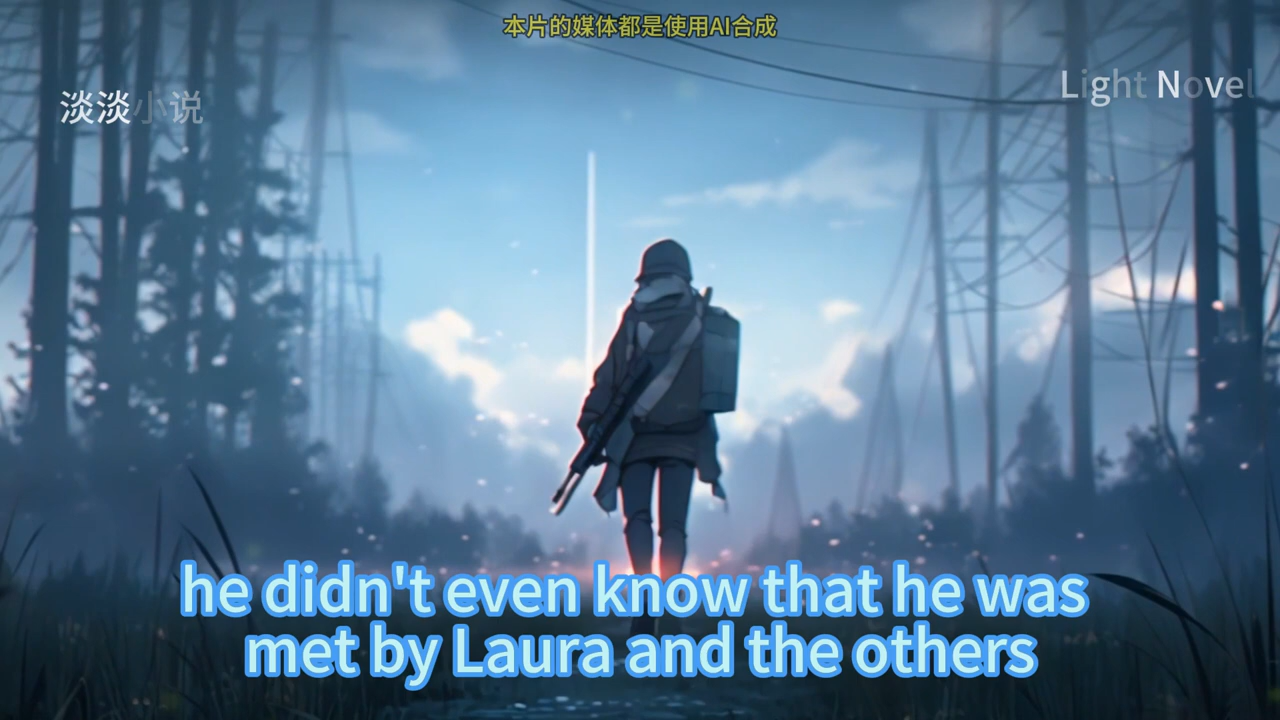 本片的媒体都是使用AI合成
淡淡小说
Light Novel
he didn't even know that he was
met by Laura and the others